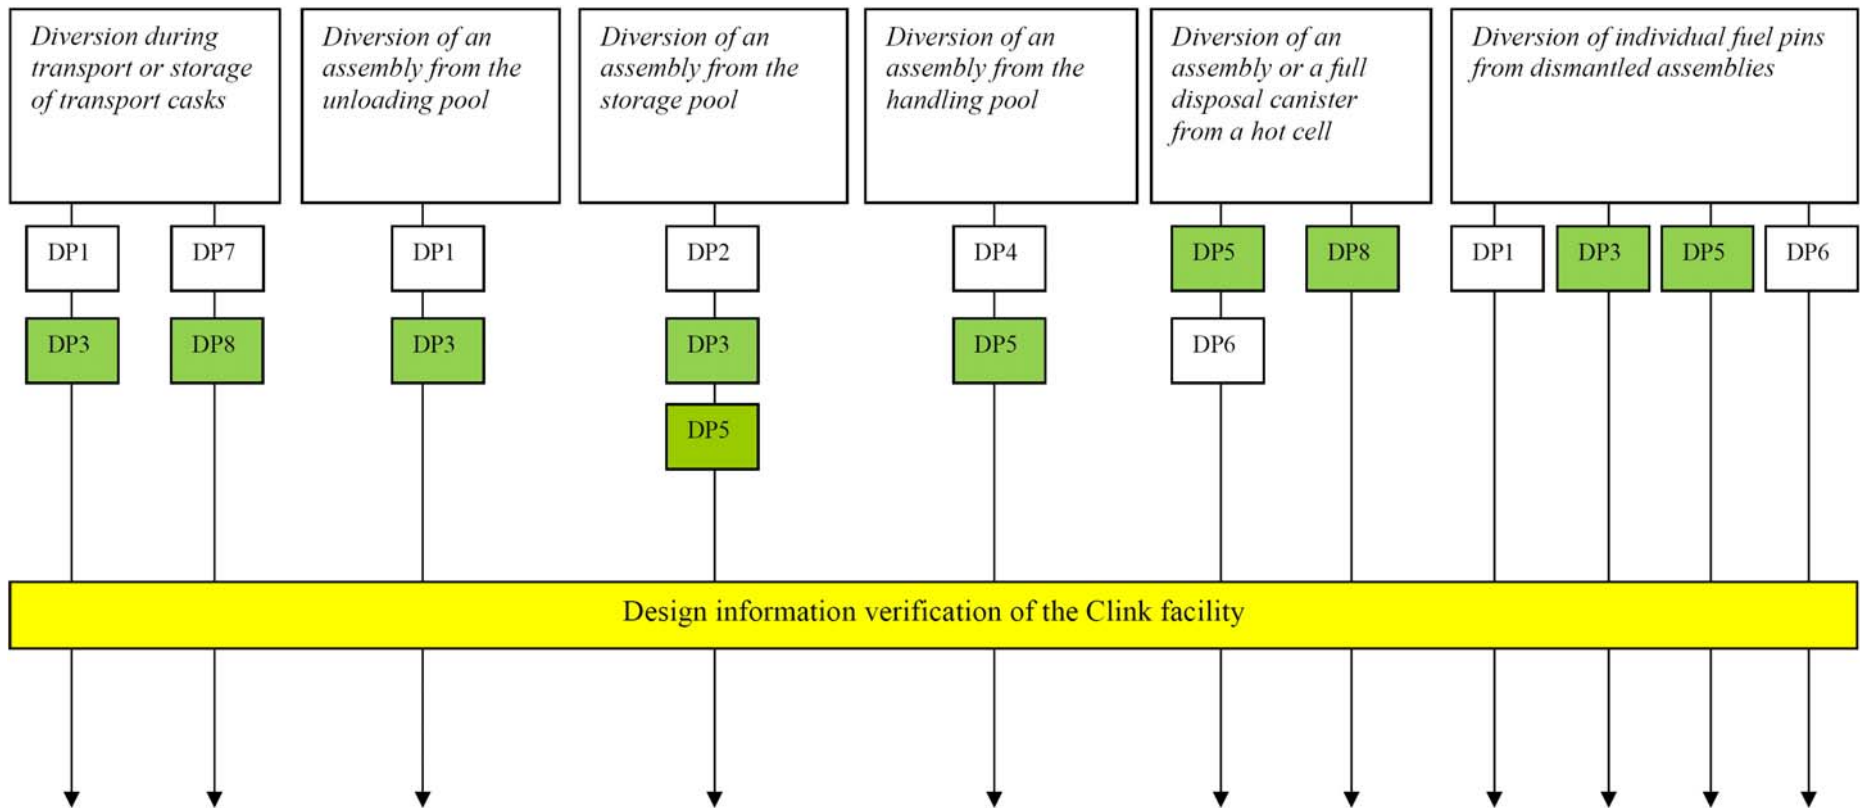 Diversion during
transport or storage
of transport casks
Diversion of an
assembly from the
unloading pool
Diversion of an
assembly from the
storage pool
Diversion of an
assembly from the
handling pool
Diversion of an
assembly or a full
disposal canister
from a hot cell
Diversion of individual fuel pins
from dismantled assemblies
DP1
DP7
DP1
DP2
DP4
DP5
DP8
DP1
DP3
DP5
DP6
DP3
DP8
DP3
DP3
DP5
DP6
DP5
Design information verification of the Clink facility